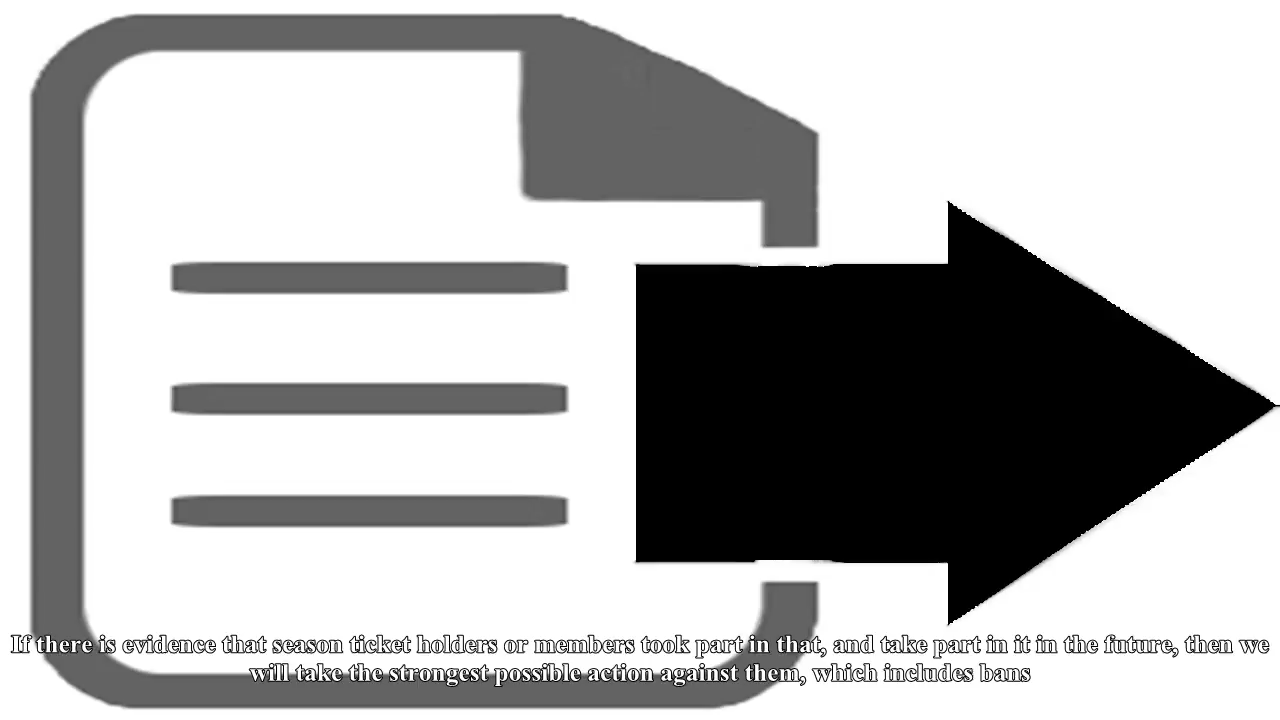 If there is evidence that season ticket holders or members took part in that, and take part in it in the future, then we
will take the strongest possible action against them, which includes bans